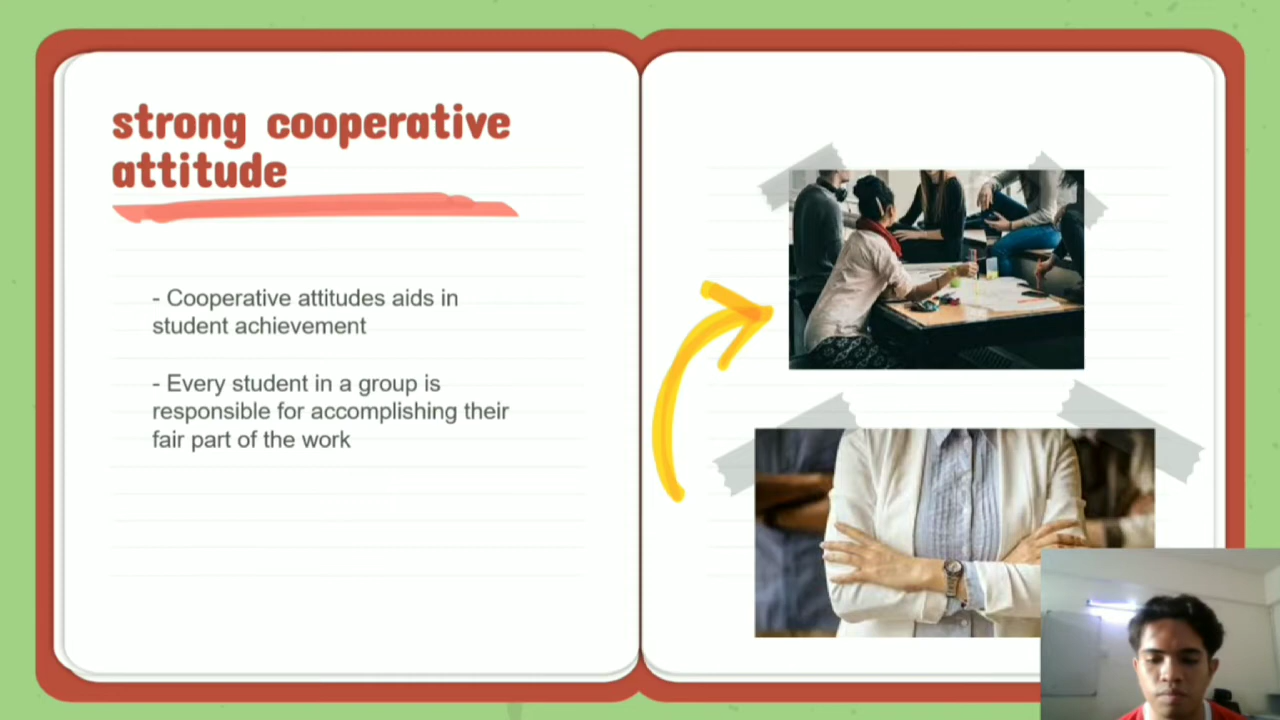 strong cooperative
attitude
- Cooperative attitudes aids in
student achievement
- Every student in a group is
responsible for accomplishing their
fair part of the work